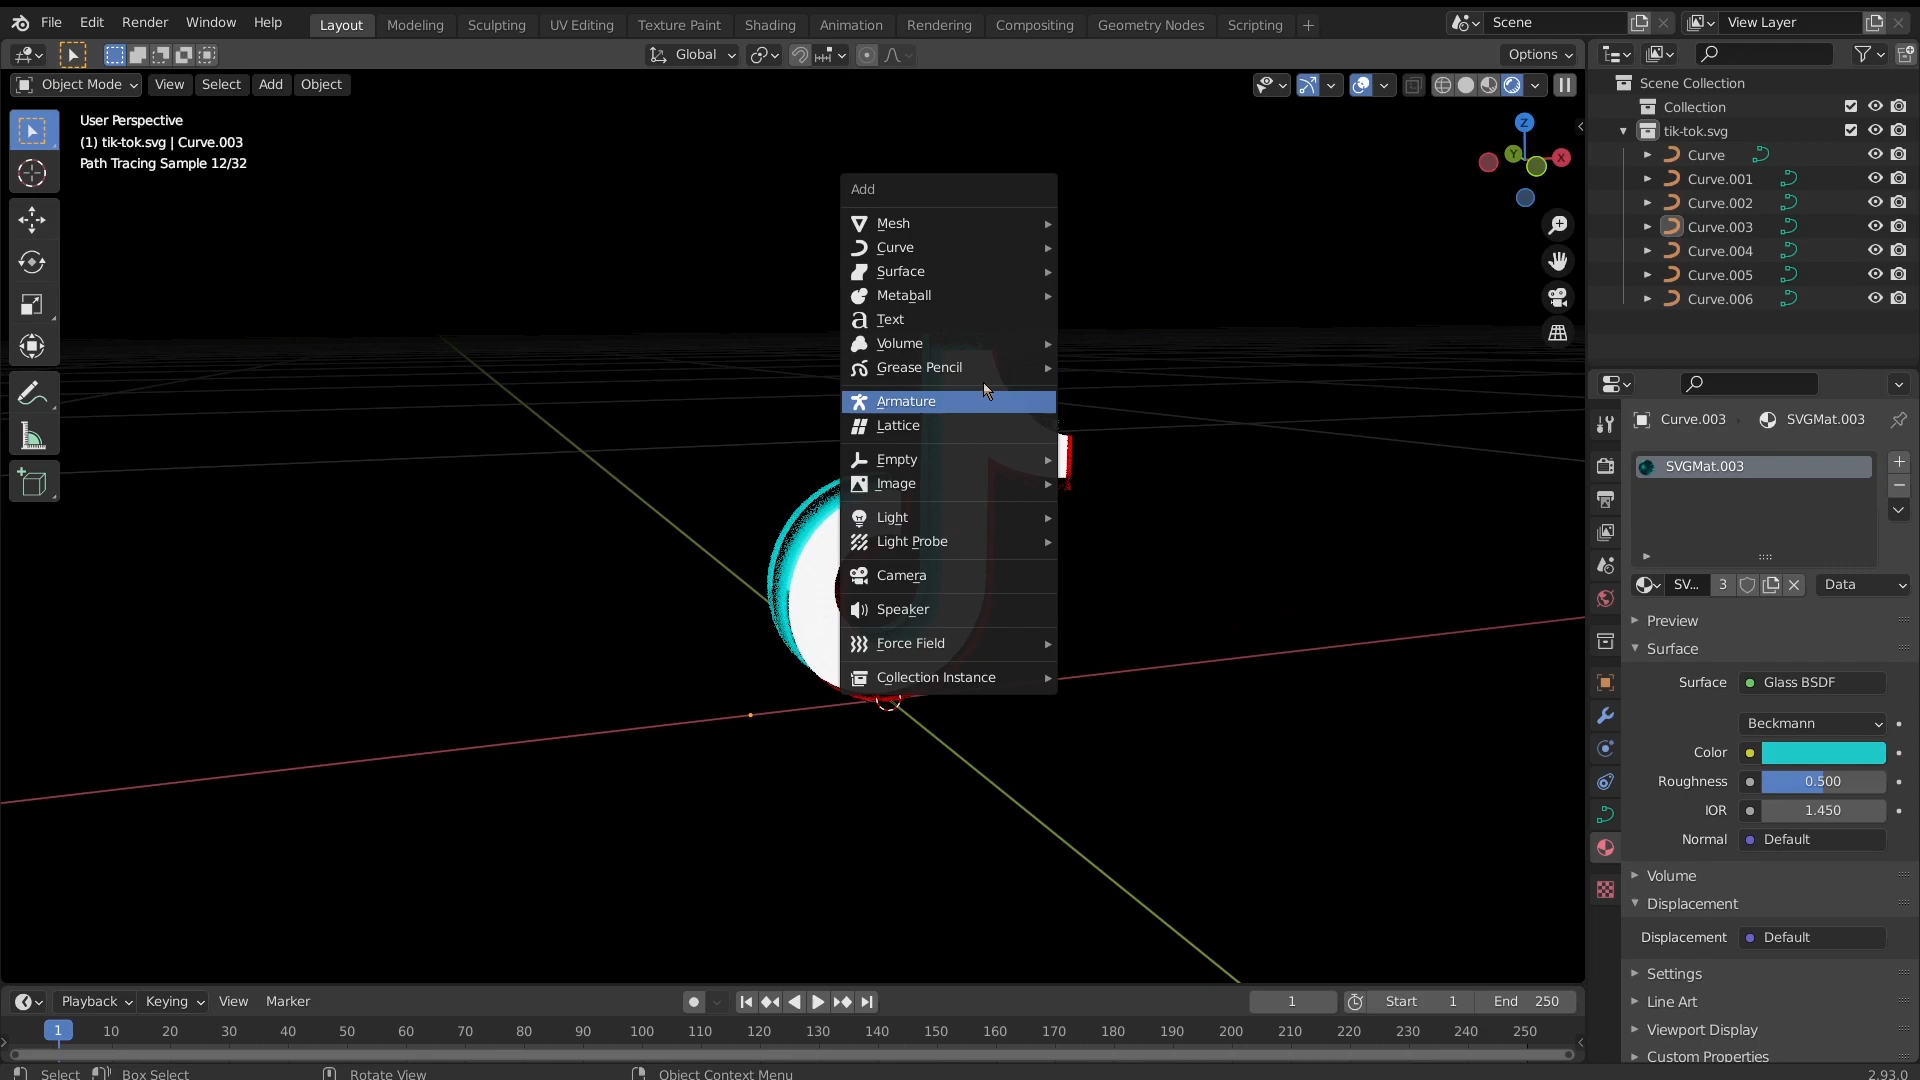 File Edit Render Window Help
Layout Modeling Sculpting UV Editing Texture Paint Shading Animation Rendering Compositing Geometry Nodes Scripting +
Scene View Layer
Global Options
Object Mode View Select Add Object
User Perspective
(1) tik-tok.svg | Curve.003
Path Tracing Sample 12/32
Z
Y
X
Add
Mesh
Curve
Surface
Metaball
Text
Volume
Grease Pencil
Armature
Lattice
Empty
Image
Light
Light Probe
Camera
Speaker
Force Field
Collection Instance
Scene Collection
Collection
tik-tok.svg
Curve
Curve.001
Curve.002
Curve.003
Curve.004
Curve.005
Curve.006
Curve.003 SVGMat.003
SVGMat.003
SV... 3 Data
Preview
Surface
Surface Glass BSDF
Beckmann
Color
Roughness 0.500
IOR 1.450
Normal Default
Volume
Displacement
Displacement Default
Settings
Line Art
Viewport Display
Custom Properties
Playback Keying View Marker
1 Start 1 End 250
1 10 20 30 40 50 60 70 80 90 100 110 120 130 140 150 160 170 180 190 200 210 220 230 240 250
Select Box Select Rotate View Object Context Menu 2.93.0